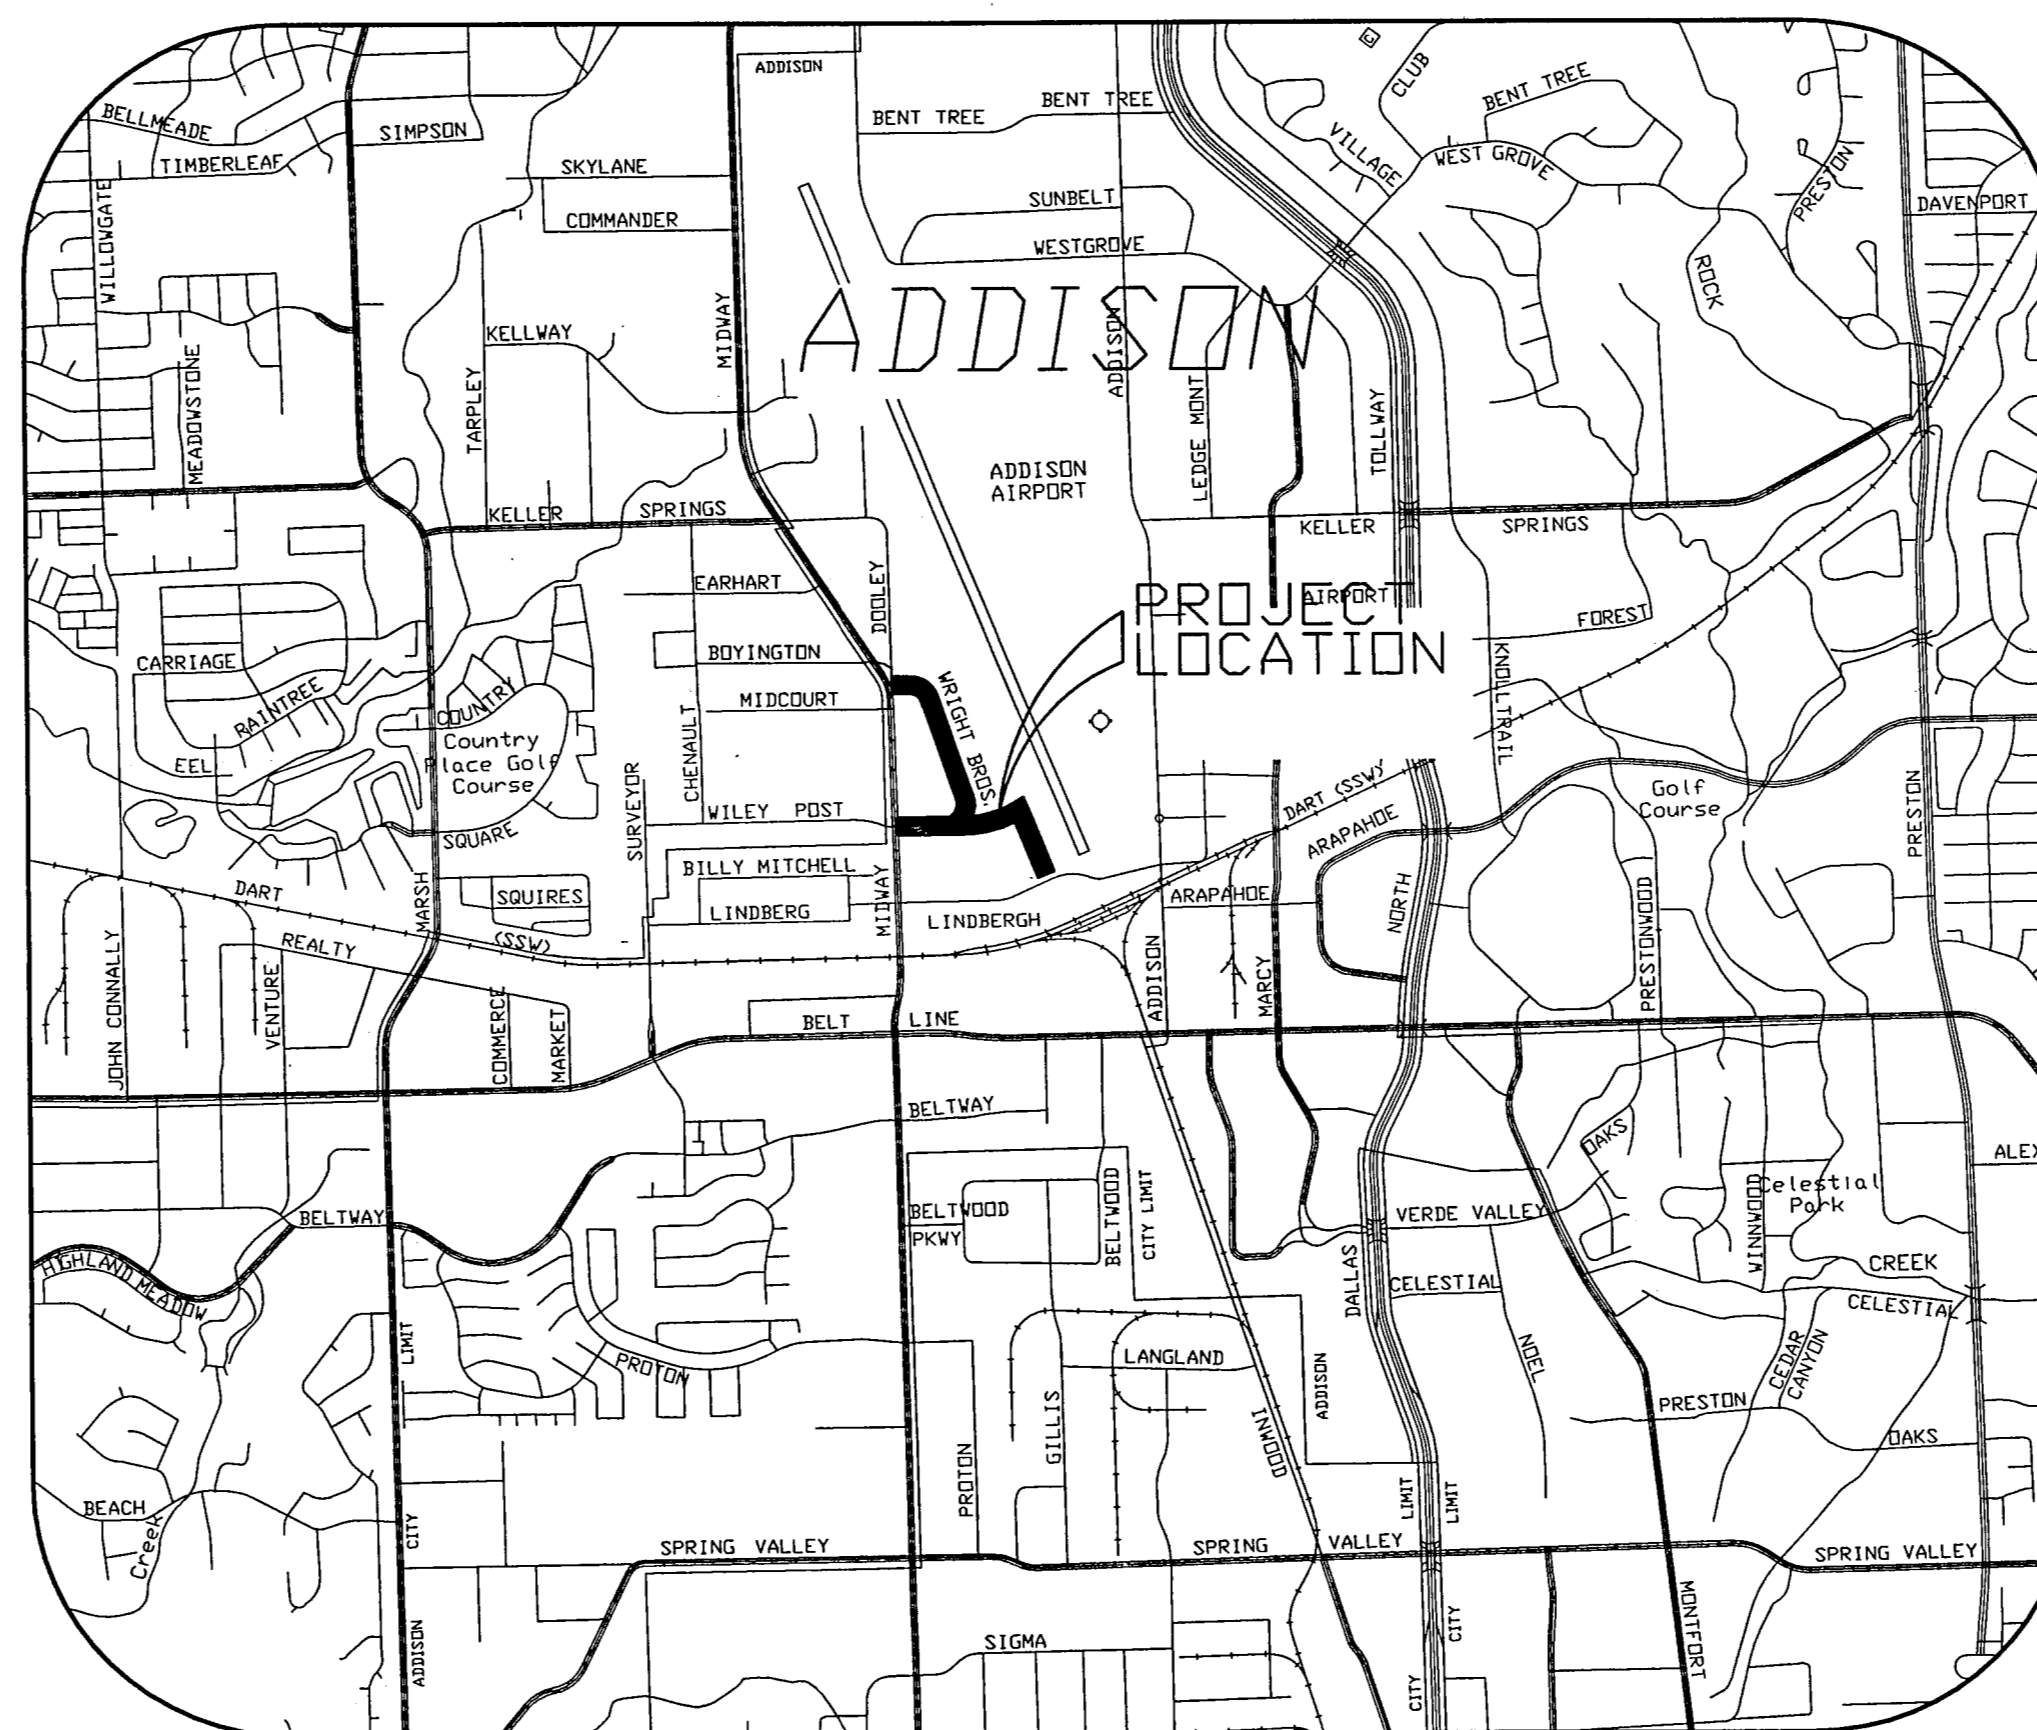 ADDISON
BENT TREE
BENT TREE
CLUB
BENT TREE
BELLMEADE
SIMPSON
TIMBERLEAF
VILLAGE
WEST GROVE
PRESTON
SKYLANE
COMMANDER
SUNBELT
WESTGROVE
DAVENPORT
WILLOWGATE
ROCK
MIDWAY
ADDISON
ADDISON
KELLWAY
MEADOWSTONE
TARPLEY
LEDGE MONT
TOLLWAY
ADDISON
AIRPORT
KELLER
SPRINGS
KELLER
SPRINGS
EARHART
DOOLEY
AIRPORT
PROJECT
LOCATION
FOREST
BOYINGTON
CARRIAGE
RAINTREE
COUNTRY
MIDCOURT
WRIGHT BROS.
KNOLLTRAIL
EEL
Country
Place Golf
Course
CHENAULT
SURVEYOR
WILEY POST
DART (SSW)
Golf
Course
PRESTON
SQUARE
ARAPAHOE
BILLY MITCHELL
DART
MARSH
SQUIRES
LINDBERG
MIDWAY
LINDBERGH
ARAPAHOE
NORTH
PRESTONWOOD
REALTY
(SSW)
JOHN CONNALLY
VENTURE
COMMERCE
MARKET
ADDISON
MARCY
BELT LINE
BELTWAY
OAKS
ALEX
BELTWAY
BELTWOOD
PKWY
BELTWOOD
CITY LIMIT
VERDE VALLEY
WINNWOOD
Celestial
Park
HIGHLAND MEADOW
DALLAS
CELESTIAL
CREEK
CELESTIAL
LIMIT
PROTON
LANGLAND
ADDISON
NOEL
CEDAR
CANYON
PRESTON
OAKS
GILLIS
INWOOD
PROTON
BEACH
Creek
CITY
LIMIT
LIMIT
SPRING VALLEY
SPRING VALLEY
SPRING VALLEY
ADDISON
SIGMA
CITY
CITY
MONTFORT